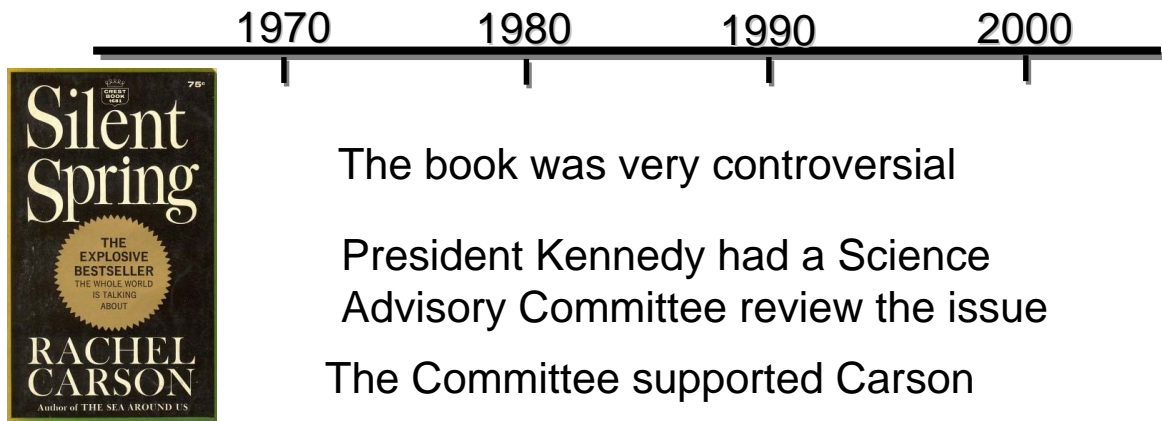 1970 1980 1990 2000
75¢
CREST
BOOK
Silent
Spring
THE
EXPLOSIVE
BESTSELLER
THE WHOLE WORLD
IS TALKING
ABOUT
RACHEL
CARSON
Author of THE SEA AROUND US
The book was very controversial
President Kennedy had a Science
Advisory Committee review the issue
The Committee supported Carson